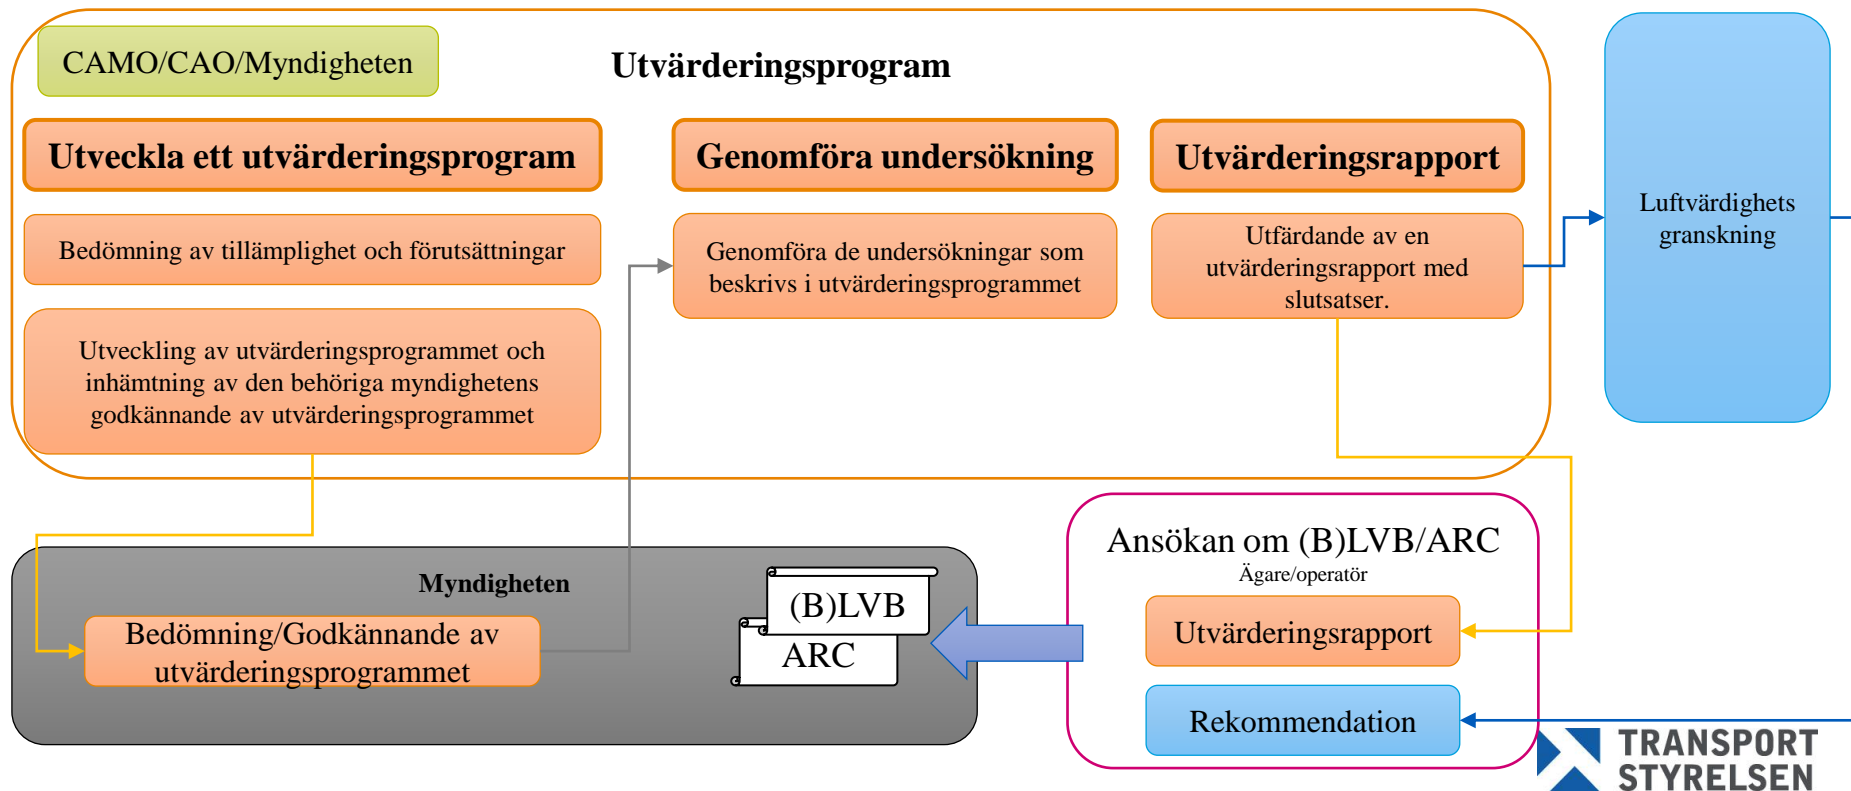 CAMO/CAO/Myndigheten
Utvärderingsprogram
Utveckla ett utvärderingsprogram
Bedömning av tillämplighet och förutsättningar
Utveckling av utvärderingsprogrammet och
inhämtning av den behöriga myndighetens
godkännande av utvärderingsprogrammet
Genomföra undersökning
Genomföra de undersökningar som
beskrivs i utvärderingsprogrammet
Utvärderingsrapport
Utfärdande av en
utvärderingsrapport med
slutsatser.
Luftvärdighets
granskning
Myndigheten
Bedömning/Godkännande av
utvärderingsprogrammet
(B)LVB
ARC
Ansökan om (B)LVB/ARC
Ägare/operatör
Utvärderingsrapport
Rekommendation
TRANSPORT
STYRELSEN